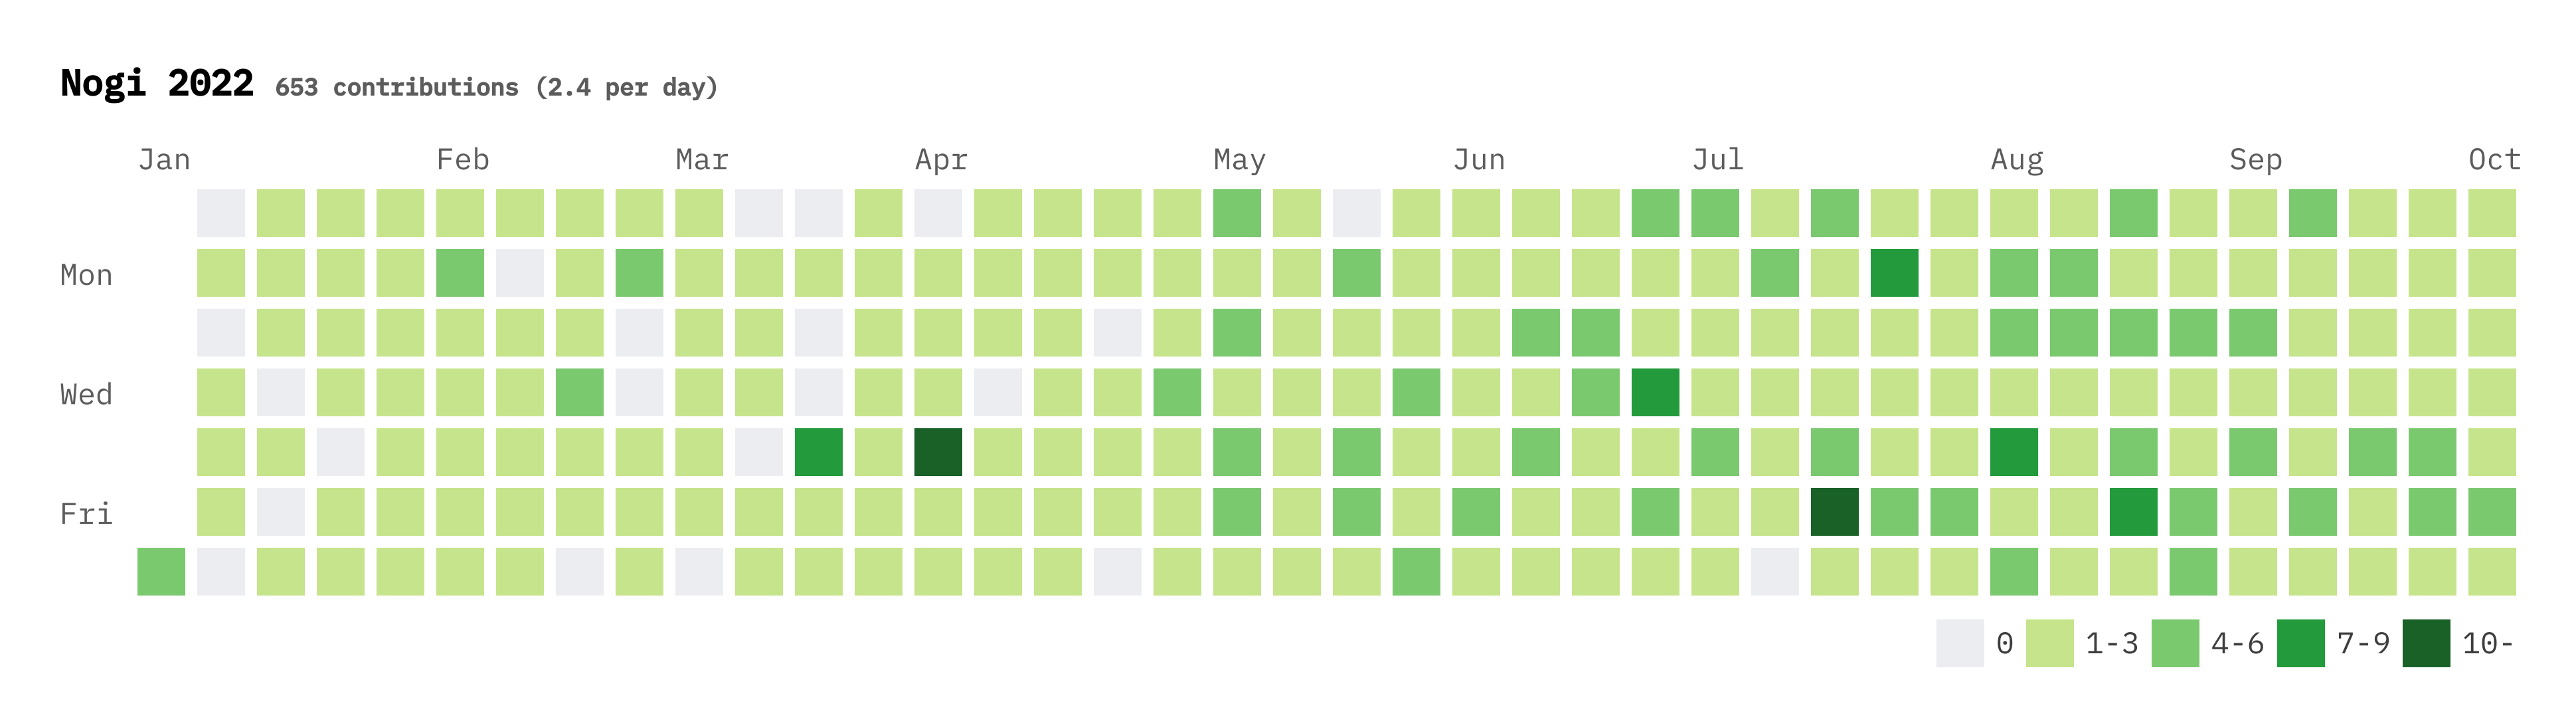 Nogi 2022 653 contributions (2.4 per day)
Jan Feb Mar Apr May Jun Jul Aug Sep Oct
Mon
Wed
Fri
0 1-3 4-6 7-9 10-